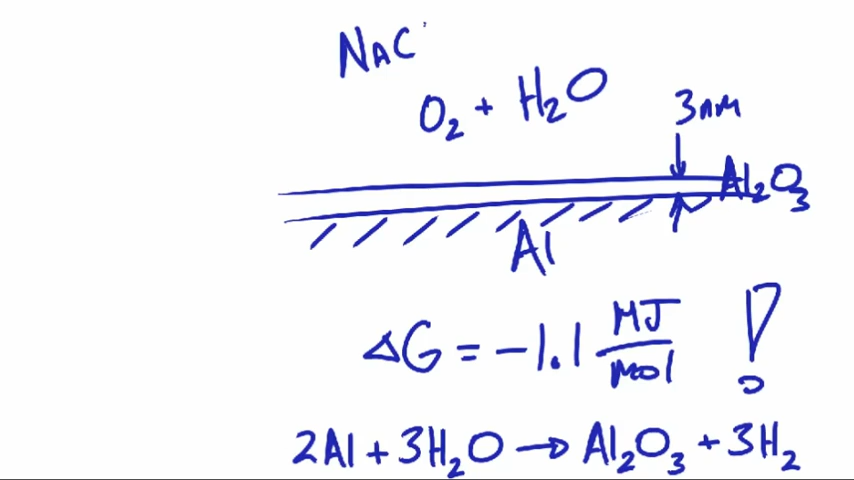 NaC
O₂ + H₂O
3nm
Al₂O₃
Al
ΔG = -1.1 MJ/mol !
2Al + 3H₂O → Al₂O₃ + 3H₂